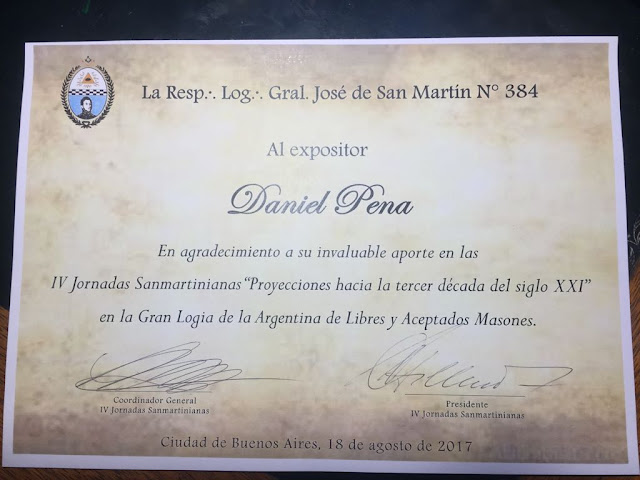 La Resp.·. Log.·. Gral. José de San Martín N° 384
Al expositor
Daniel Pena
En agradecimiento a su invaluable aporte en las
IV Jornadas Sanmartinianas “Proyecciones hacia la tercer década del siglo XXI”
en la Gran Logia de la Argentina de Libres y Aceptados Masones.
Coordinador General
IV Jornadas Sanmartinianas
Presidente
IV Jornadas Sanmartinianas
Ciudad de Buenos Aires, 18 de agosto de 2017